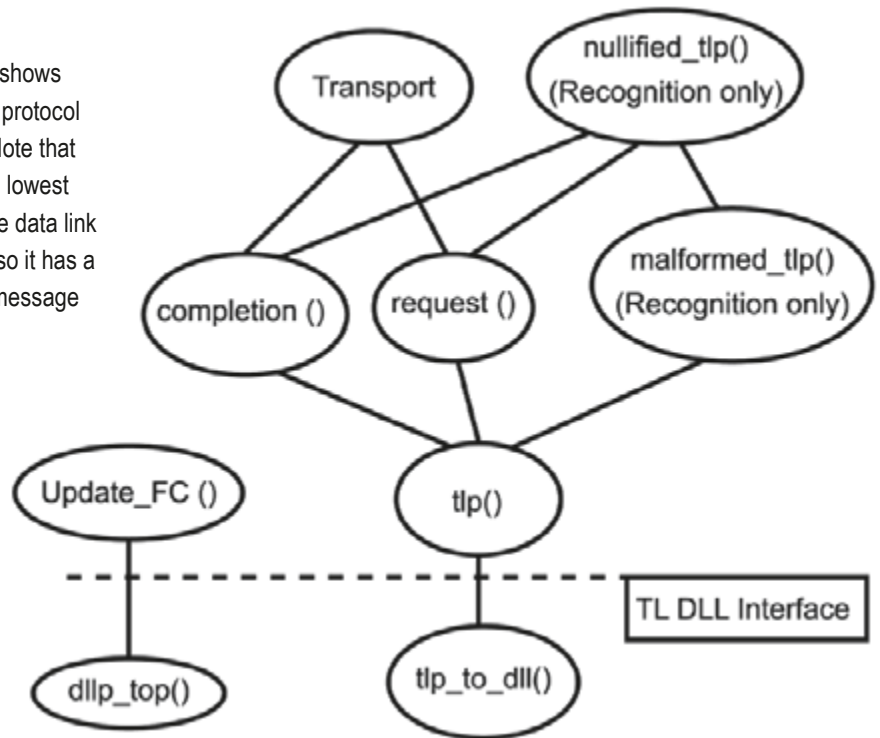 shows
protocol
lote that
lowest
e data link
so it has a
message
Transport
nullified_tlp()
(Recognition only)
completion ()
request ()
malformed_tlp()
(Recognition only)
Update_FC ()
tlp()
TL DLL Interface
dllp_top()
tlp_to_dll()